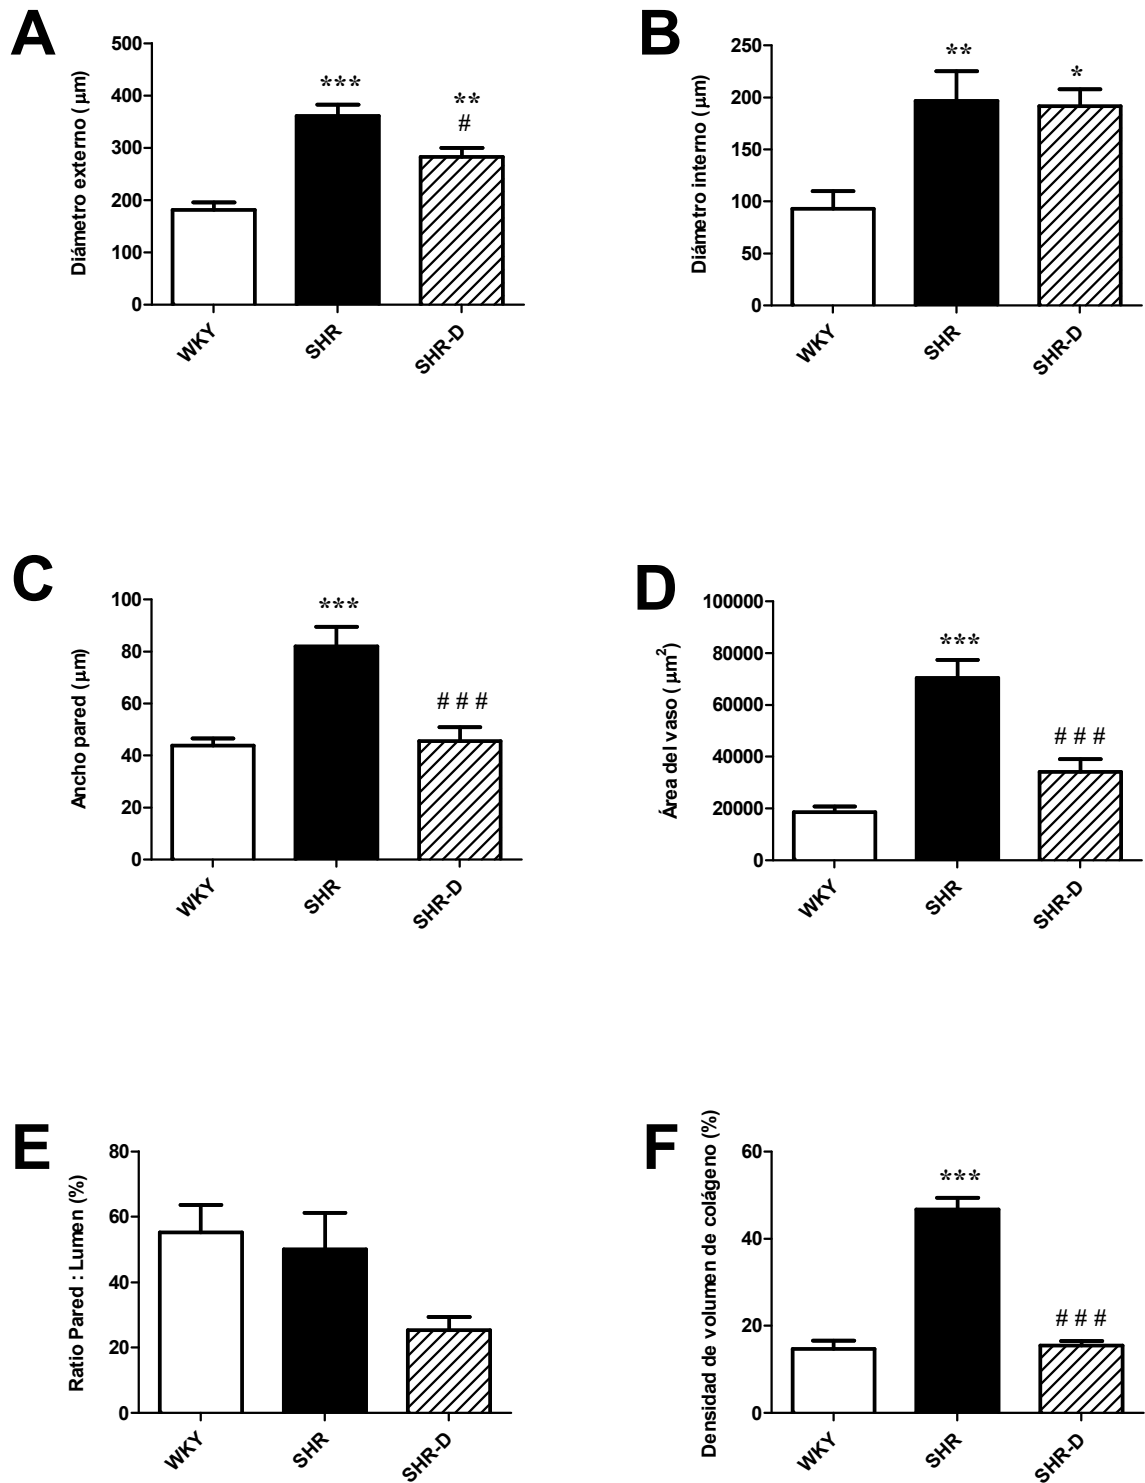 A
Diámetro externo (µm)
500
400
300
200
100
0
***
**
#
WKY
SHR
SHR-D
B
Diámetro interno (µm)
250
200
150
100
50
0
**
*
WKY
SHR
SHR-D
C
Ancho pared (µm)
100
80
60
40
20
0
***
# # #
WKY
SHR
SHR-D
D
Área del vaso (µm²)
100000
80000
60000
40000
20000
0
***
# # #
WKY
SHR
SHR-D
E
Ratio Pared : Lumen (%)
80
60
40
20
0
WKY
SHR
SHR-D
F
Densidad de volumen de colágeno (%)
60
40
20
0
***
# # #
WKY
SHR
SHR-D